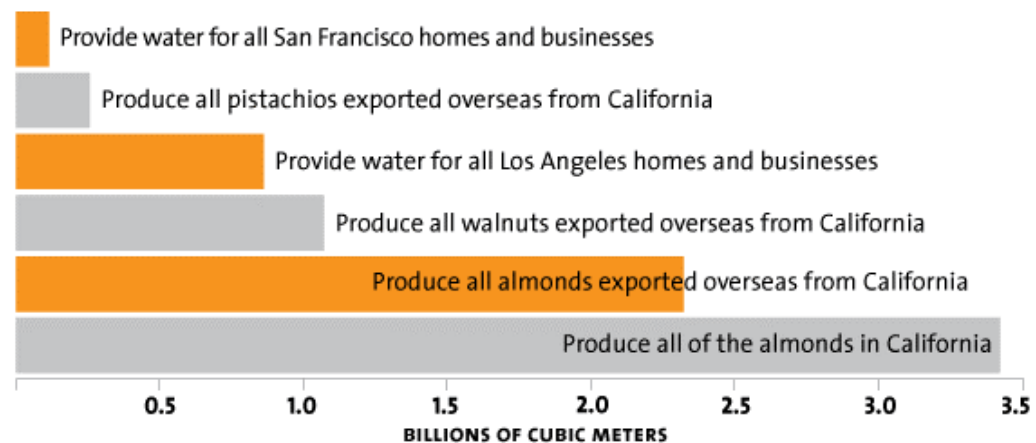 Provide water for all San Francisco homes and businesses
Produce all pistachios exported overseas from California
Provide water for all Los Angeles homes and businesses
Produce all walnuts exported overseas from California
Produce all almonds exported overseas from California
Produce all of the almonds in California
0.5 1.0 1.5 2.0 2.5 3.0 3.5
BILLIONS OF CUBIC METERS